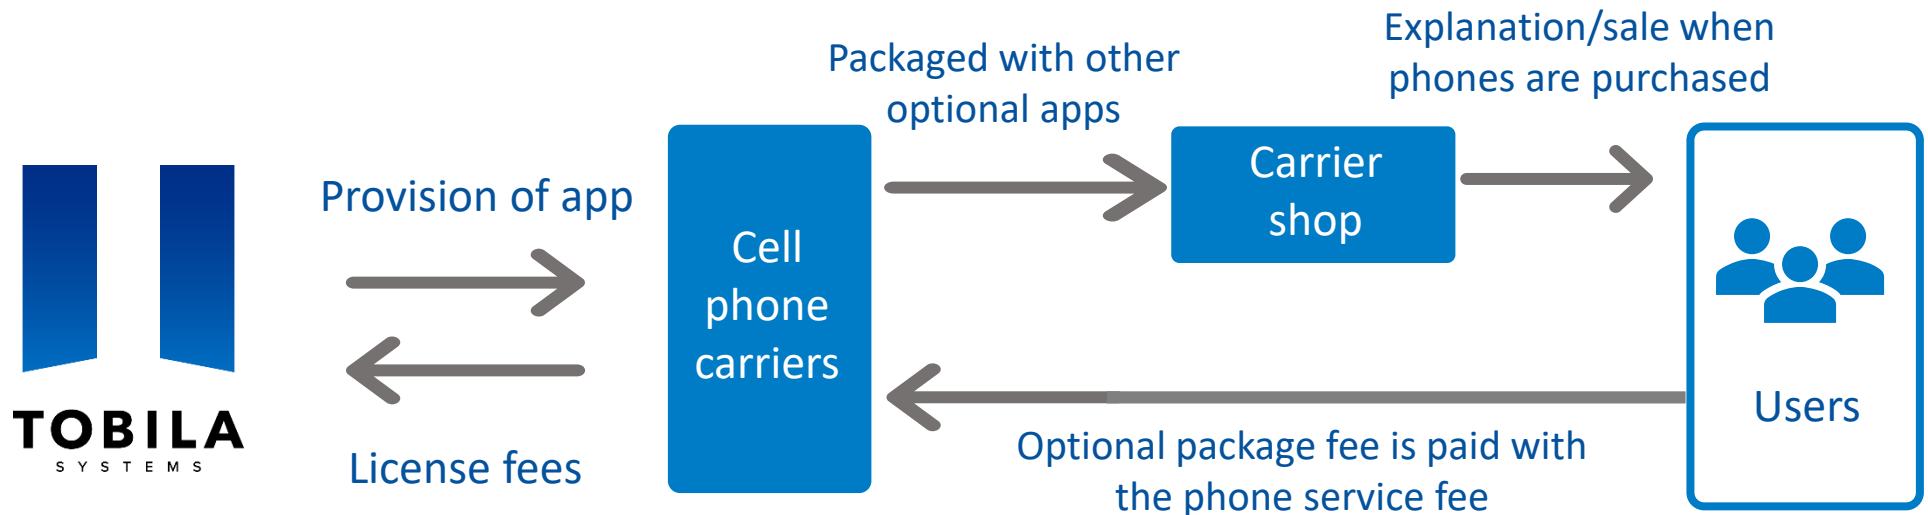 Explanation/sale when
phones are purchased
Packaged with other
optional apps
Provision of app
Carrier
shop
Cell
phone
carriers
Users
TOBILA
SYSTEMS
License fees
Optional package fee is paid with
the phone service fee